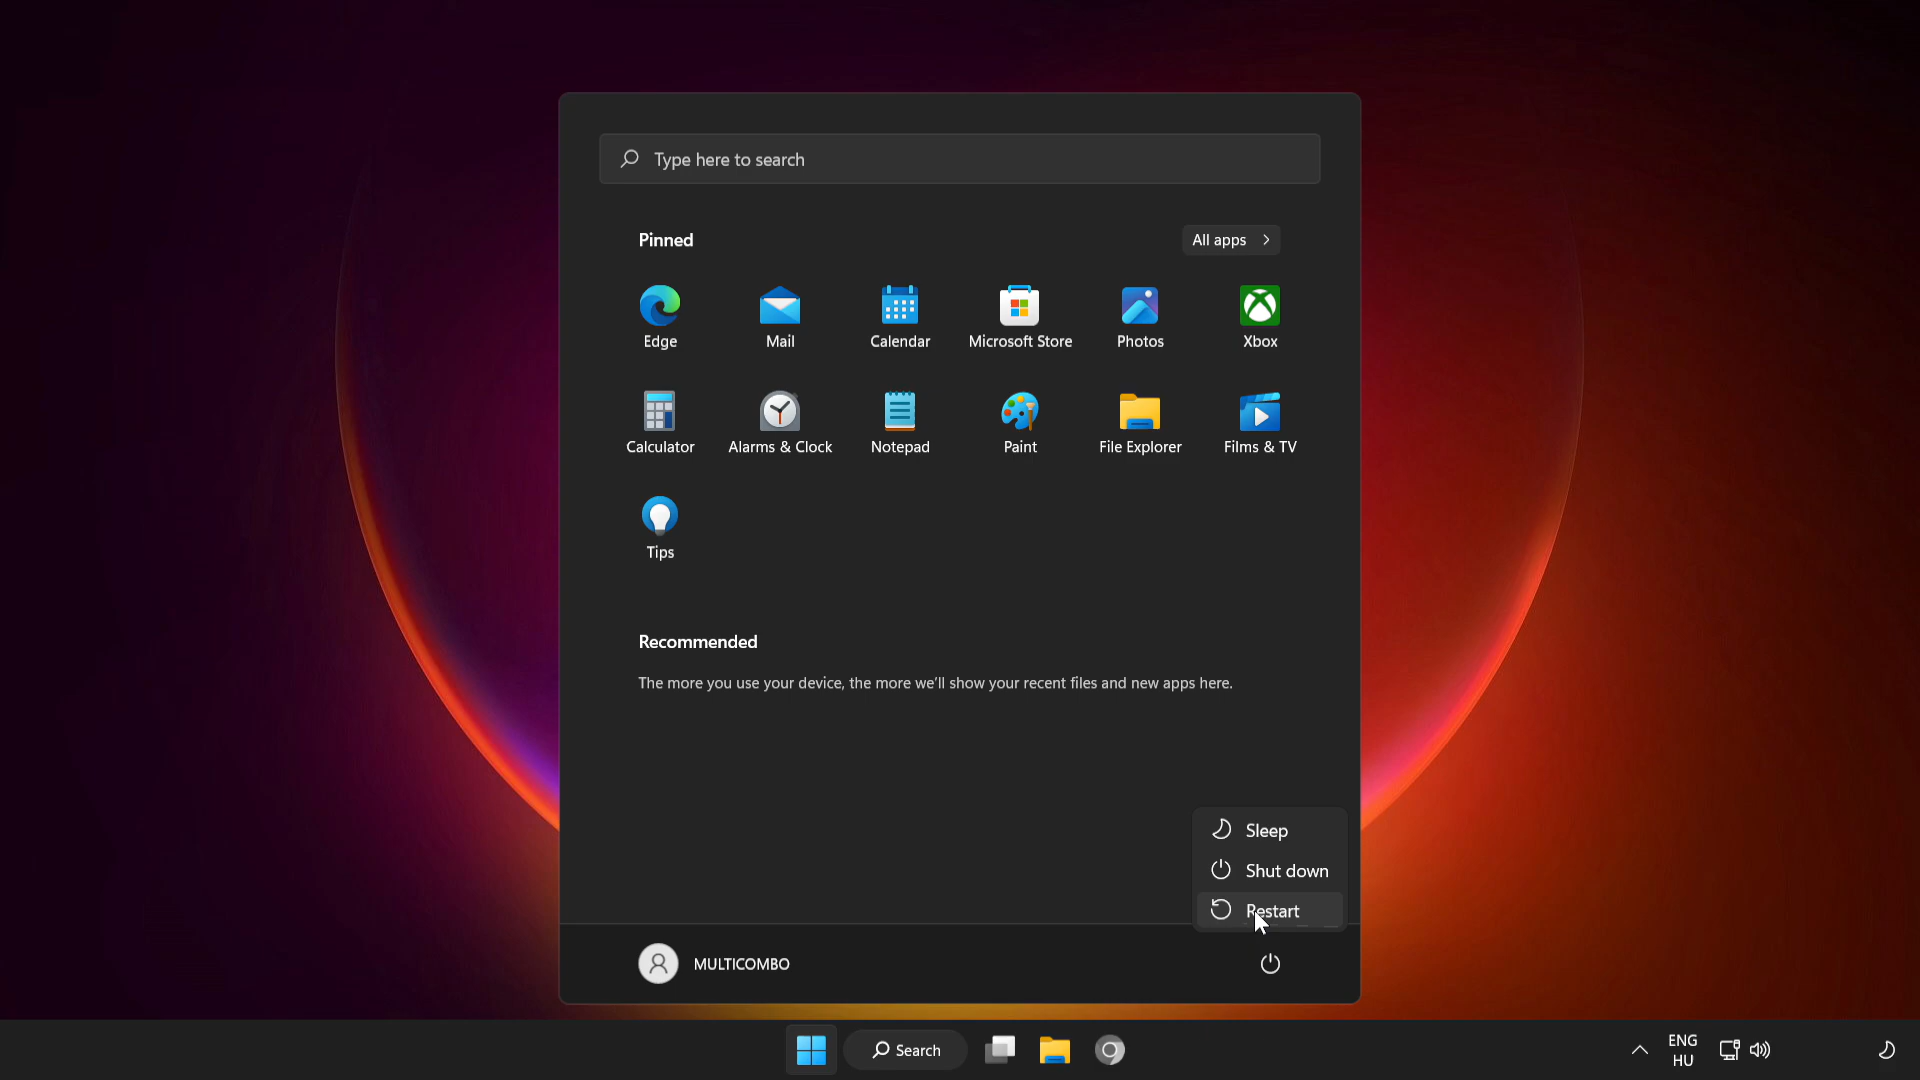 Type here to search
Pinned
All apps
Edge
Mail
Calendar
Microsoft Store
Photos
Xbox
Calculator
Alarms & Clock
Notepad
Paint
File Explorer
Films & TV
Tips
Recommended
The more you use your device, the more we'll show your recent files and new apps here.
Sleep
Shut down
Restart
MULTICOMBO
Search
ENG
HU